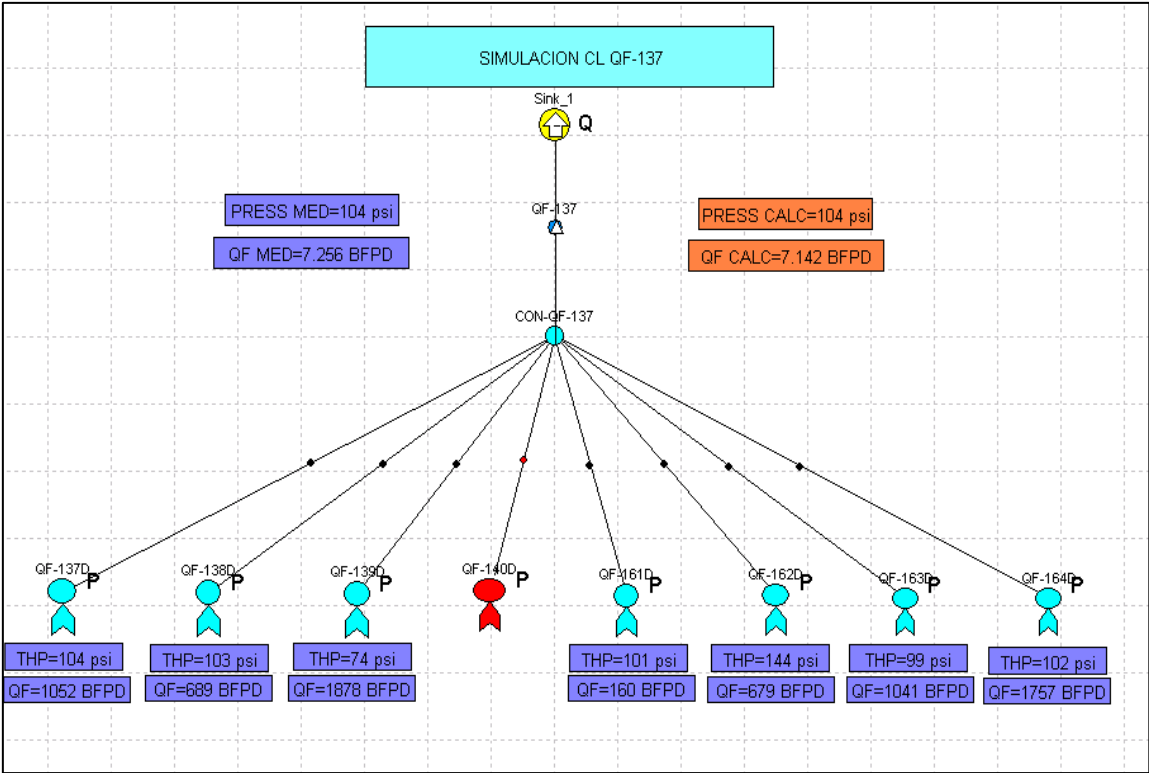 SIMULACION CL QF-137
Sink_1
Q
PRESS MED=104 psi
QF-137
PRESS CALC=104 psi
QF MED=7.256 BFPD
QF CALC=7.142 BFPD
CON-QF-137
QF-137D P
QF-138D P
QF-139D P
QF-140D P
QF-161D P
QF-162D P
QF-163D P
QF-164D P
THP=104 psi
THP=103 psi
THP=74 psi
THP=101 psi
THP=144 psi
THP=99 psi
THP=102 psi
QF=1052 BFPD
QF=689 BFPD
QF=1878 BFPD
QF=160 BFPD
QF=679 BFPD
QF=1041 BFPD
QF=1757 BFPD